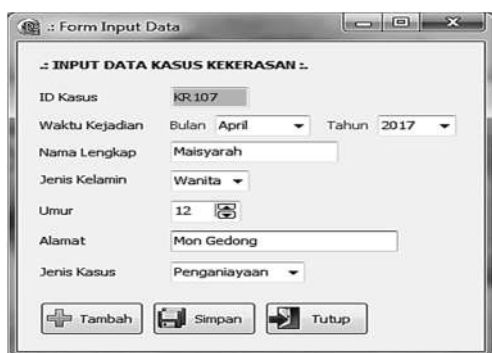 .: Form Input Data
.: INPUT DATA KASUS KEKERASAN :.
ID Kasus KR107
Waktu Kejadian Bulan April Tahun 2017
Nama Lengkap Maisyarah
Jenis Kelamin Wanita
Umur 12
Alamat Mon Gedong
Jenis Kasus Penganiayaan
Tambah Simpan Tutup